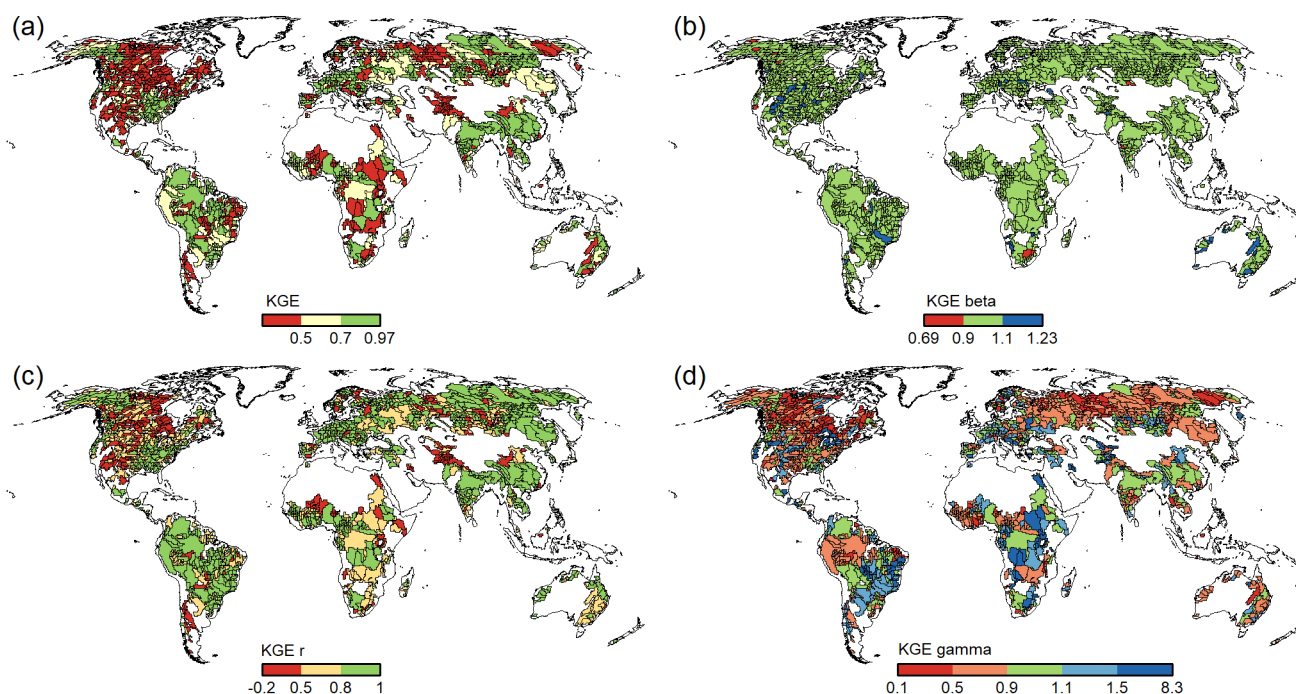 (a)
KGE
0.5 0.7 0.97
(b)
KGE beta
0.69 0.9 1.1 1.23
(c)
KGE r
-0.2 0.5 0.8 1
(d)
KGE gamma
0.1 0.5 0.9 1.1 1.5 8.3